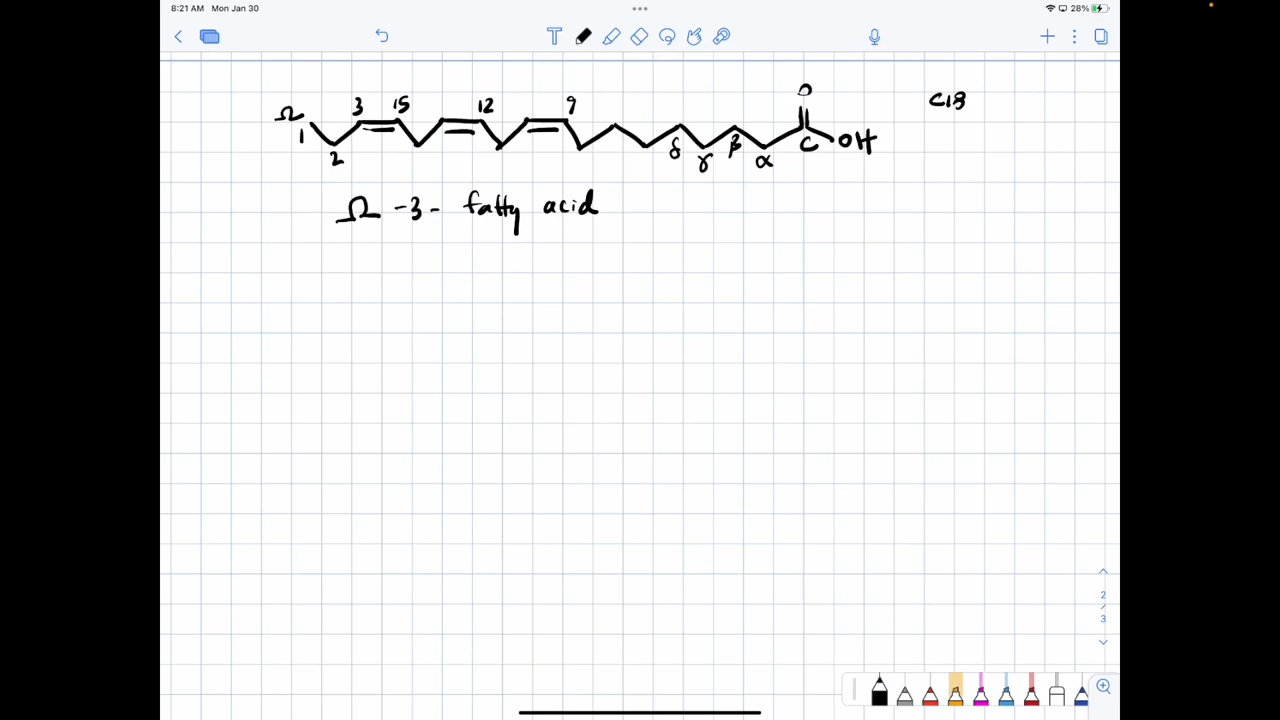 8:21 AM Mon Jan 30
28%
T
O
C18
Ω 3 15 12 9
1 2 δ γ β α C OH
Ω -3- fatty acid
2
/
3